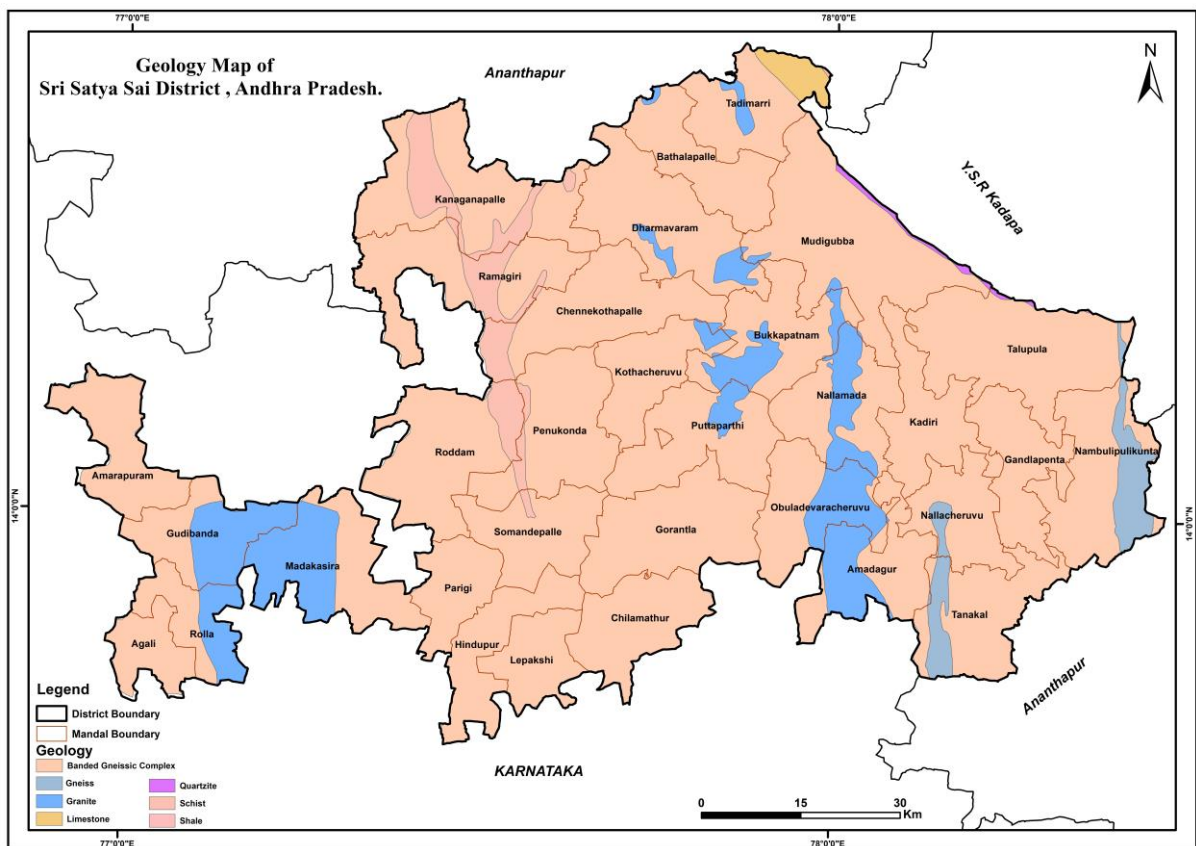 77°0'0"E
78°0'0"E
Geology Map of
Sri Satya Sai District , Andhra Pradesh.
N
Ananthapur
Tadimarri
Bathalapalle
Y.S.R Kadapa
Kanaganapalle
Dharmavaram
Mudigubba
Ramagiri
Chennekothapalle
Bukkapatnam
Talupula
Kothacheruvu
Nallamada
Puttaparthi
Kadiri
Penukonda
Roddam
Gandlapenta
Nambulipulikunta
Amarapuram
14°0'0"N
Obuladevaracheruvu
Nallacheruvu
14°0'0"N
Gudibanda
Somandepalle
Gorantla
Madakasira
Amadagur
Parigi
Tanakal
Chilamathur
Rolla
Agali
Hindupur
Lepakshi
Ananthapur
KARNATAKA
Legend
District Boundary
Mandal Boundary
Geology
Banded Gneissic Complex
Gneiss
Quartzite
Granite
Schist
Limestone
Shale
0 15 30
Km
77°0'0"E
78°0'0"E